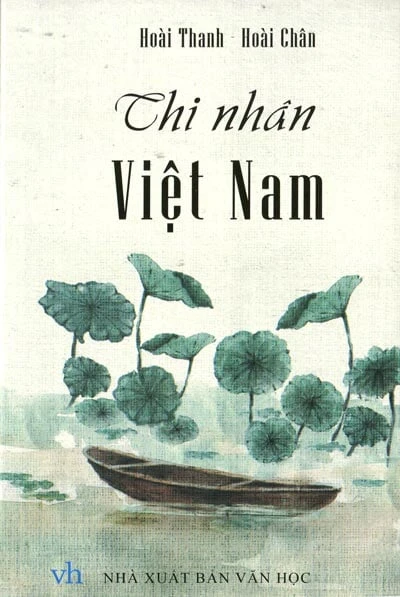 Hoài Thanh - Hoài Chân
Thi nhân
Việt Nam
vh NHÀ XUẤT BẢN VĂN HỌC